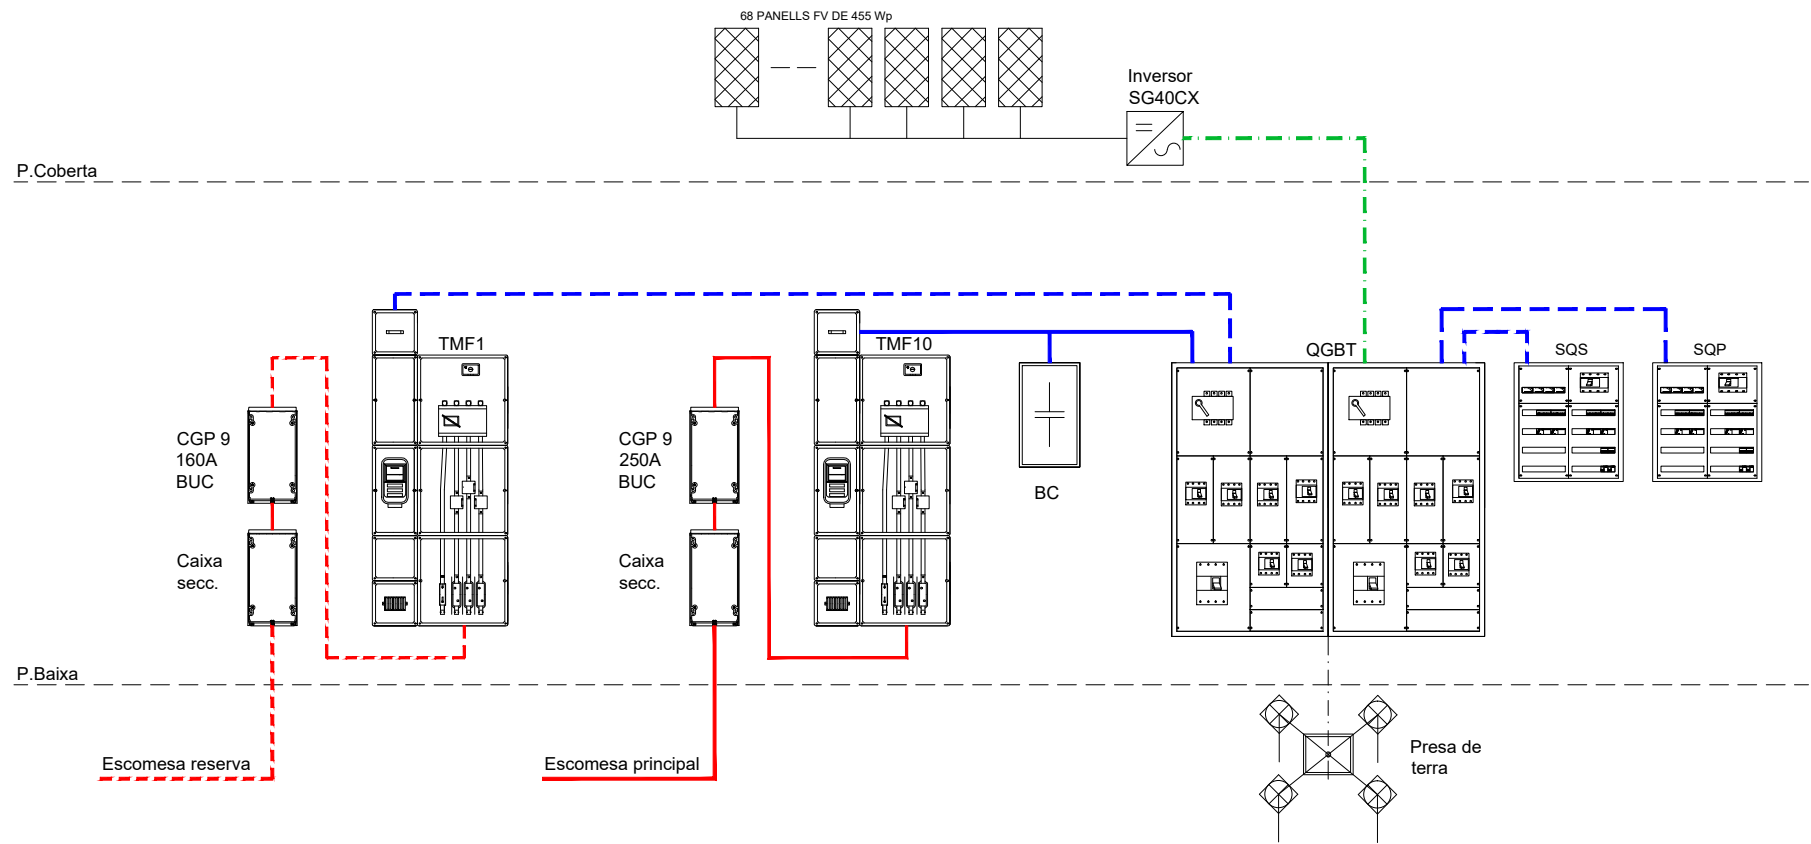 68 PANELLS FV DE 455 Wp
Inversor
SG40CX
P.Coberta
TMF1
TMF10
QGBT
SQS
SQP
CGP 9
160A
BUC
CGP 9
250A
BUC
BC
Caixa
secc.
Caixa
secc.
P.Baixa
Escomesa reserva
Escomesa principal
Presa de
terra